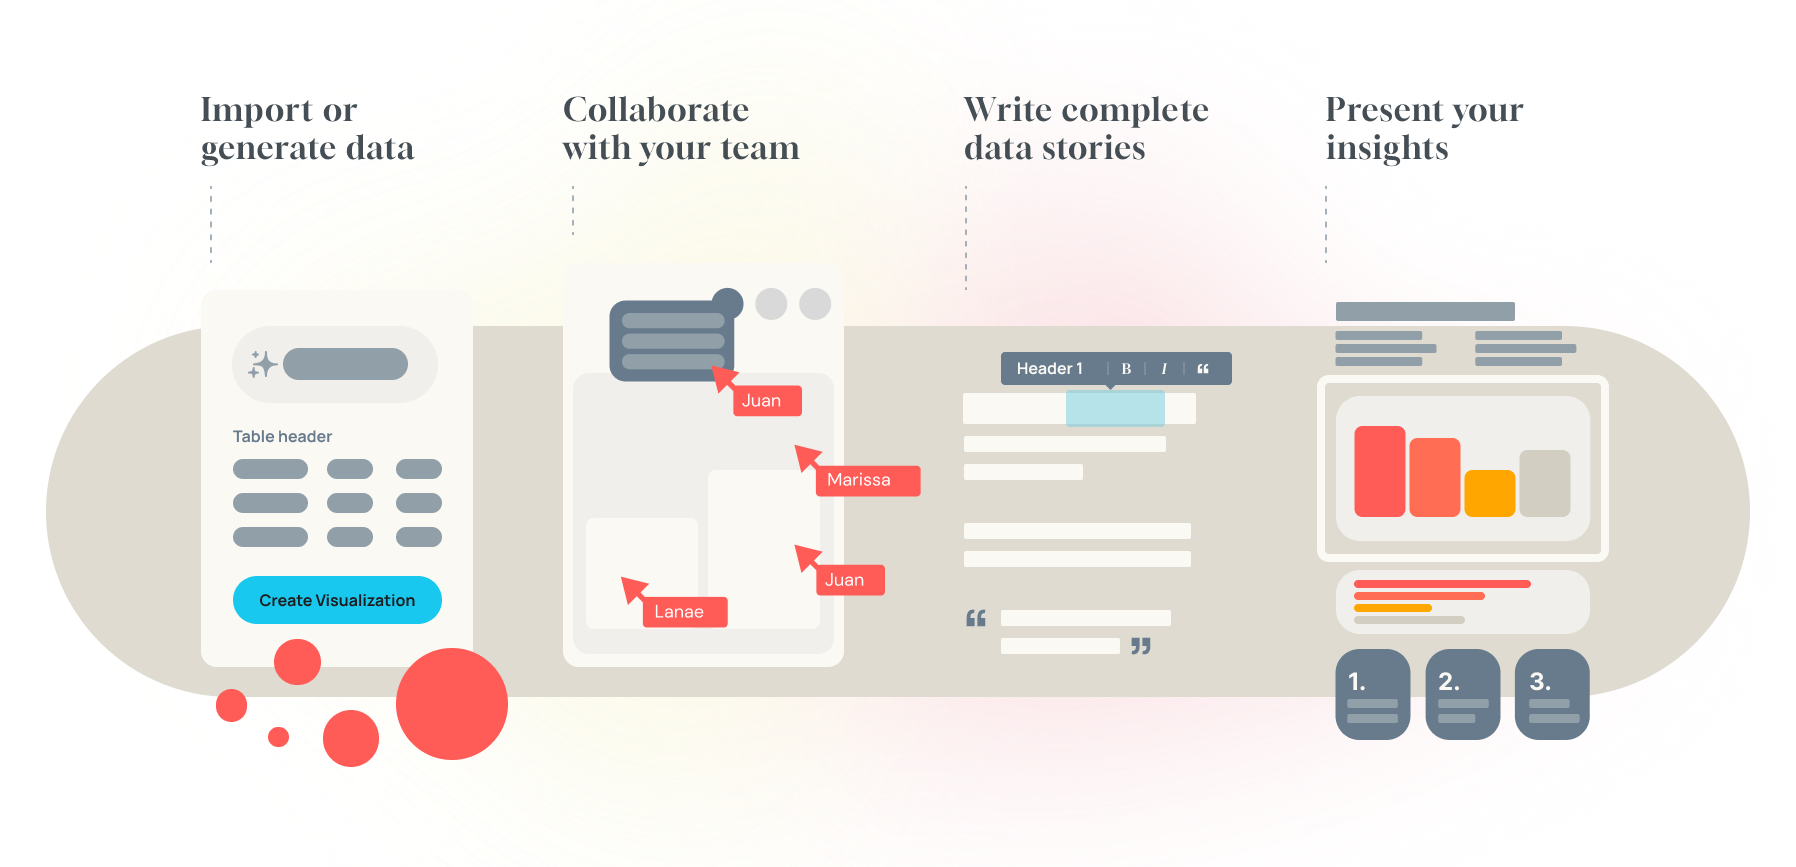 Import or
generate data
Collaborate
with your team
Write complete
data stories
Present your
insights
Table header
Create Visualization
Juan
Marissa
Juan
Lanae
Header 1 | B | I | “
“
”
1.
2.
3.